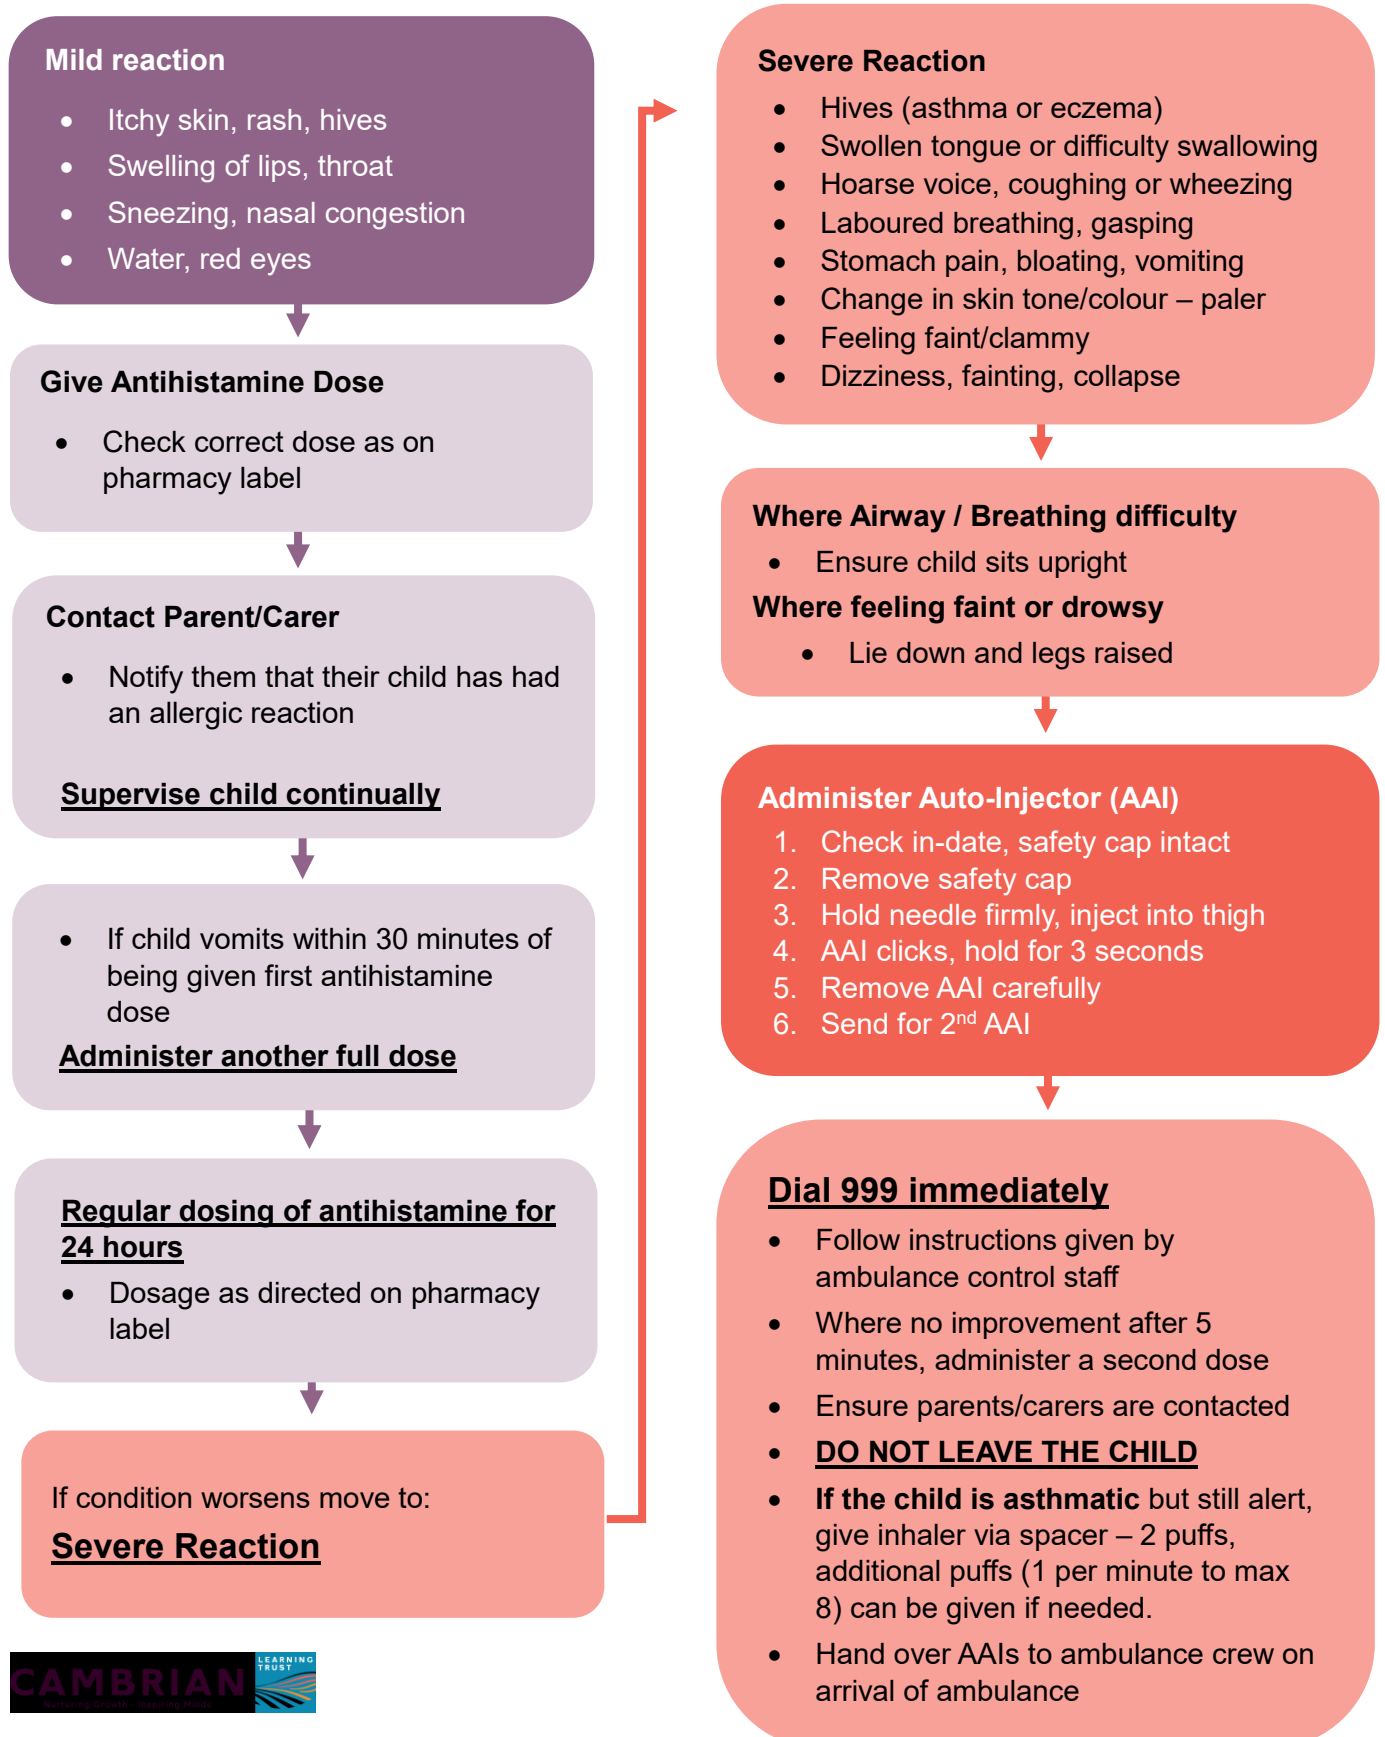 Mild reaction
• Itchy skin, rash, hives
• Swelling of lips, throat
• Sneezing, nasal congestion
• Water, red eyes
Give Antihistamine Dose
• Check correct dose as on
pharmacy label
Contact Parent/Carer
• Notify them that their child has had
an allergic reaction
Supervise child continually
• If child vomits within 30 minutes of
being given first antihistamine
dose
Administer another full dose
Regular dosing of antihistamine for
24 hours
• Dosage as directed on pharmacy
label
If condition worsens move to:
Severe Reaction
Severe Reaction
• Hives (asthma or eczema)
• Swollen tongue or difficulty swallowing
• Hoarse voice, coughing or wheezing
• Laboured breathing, gasping
• Stomach pain, bloating, vomiting
• Change in skin tone/colour – paler
• Feeling faint/clammy
• Dizziness, fainting, collapse
Where Airway / Breathing difficulty
• Ensure child sits upright
Where feeling faint or drowsy
• Lie down and legs raised
Administer Auto-Injector (AAI)
1. Check in-date, safety cap intact
2. Remove safety cap
3. Hold needle firmly, inject into thigh
4. AAI clicks, hold for 3 seconds
5. Remove AAI carefully
6. Send for 2nd AAI
Dial 999 immediately
• Follow instructions given by
ambulance control staff
• Where no improvement after 5
minutes, administer a second dose
• Ensure parents/carers are contacted
• DO NOT LEAVE THE CHILD
• If the child is asthmatic but still alert,
give inhaler via spacer – 2 puffs,
additional puffs (1 per minute to max
8) can be given if needed.
• Hand over AAIs to ambulance crew on
arrival of ambulance
CAMBRIAN
Nurturing Growth - Inspiring Minds
LEARNING
TRUST